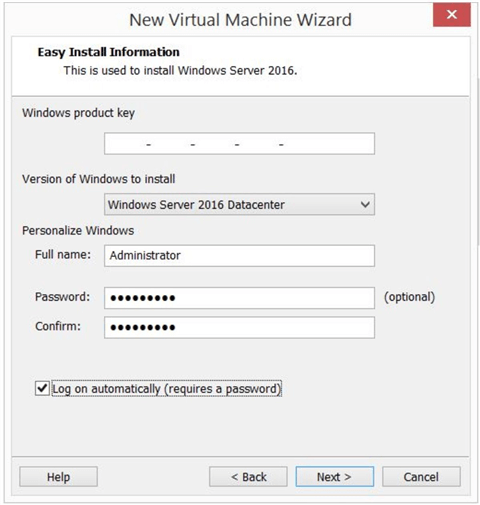 New Virtual Machine Wizard
Easy Install Information
This is used to install Windows Server 2016.
Windows product key
- - - -
Version of Windows to install
Windows Server 2016 Datacenter
Personalize Windows
Full name: Administrator
Password: ●●●●●●●●● (optional)
Confirm: ●●●●●●●●●
Log on automatically (requires a password)
Help < Back Next > Cancel